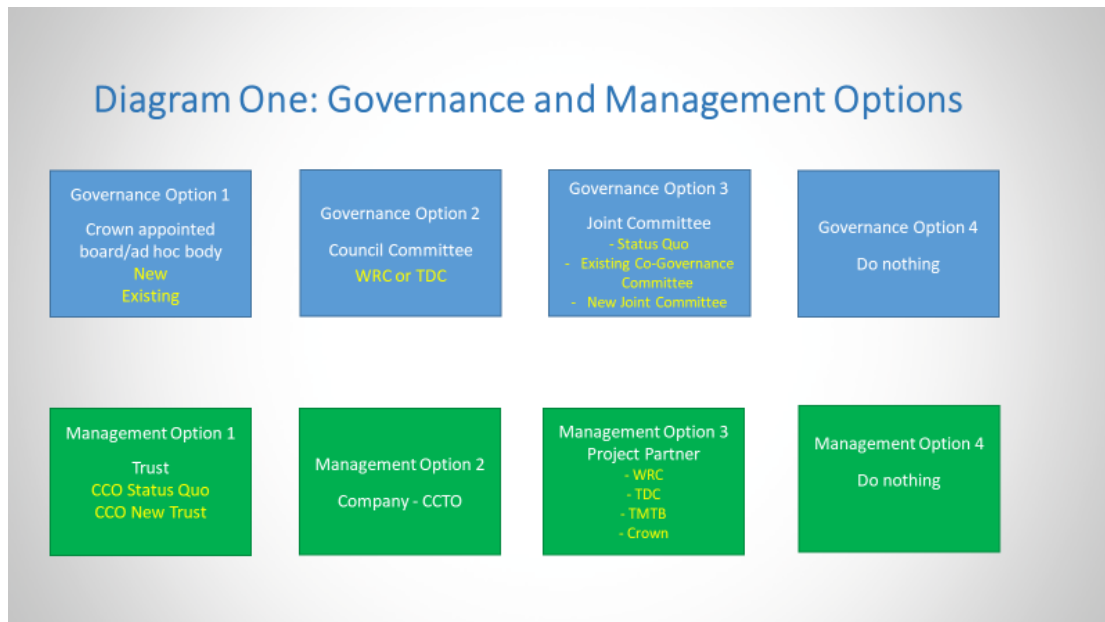 Diagram One: Governance and Management Options
Governance Option 1
Crown appointed
board/ad hoc body
New
Existing
Governance Option 2
Council Committee
WRC or TDC
Governance Option 3
Joint Committee
- Status Quo
- Existing Co-Governance
Committee
- New Joint Committee
Governance Option 4
Do nothing
Management Option 1
Trust
CCO Status Quo
CCO New Trust
Management Option 2
Company - CCTO
Management Option 3
Project Partner
- WRC
- TDC
- TMTB
- Crown
Management Option 4
Do nothing